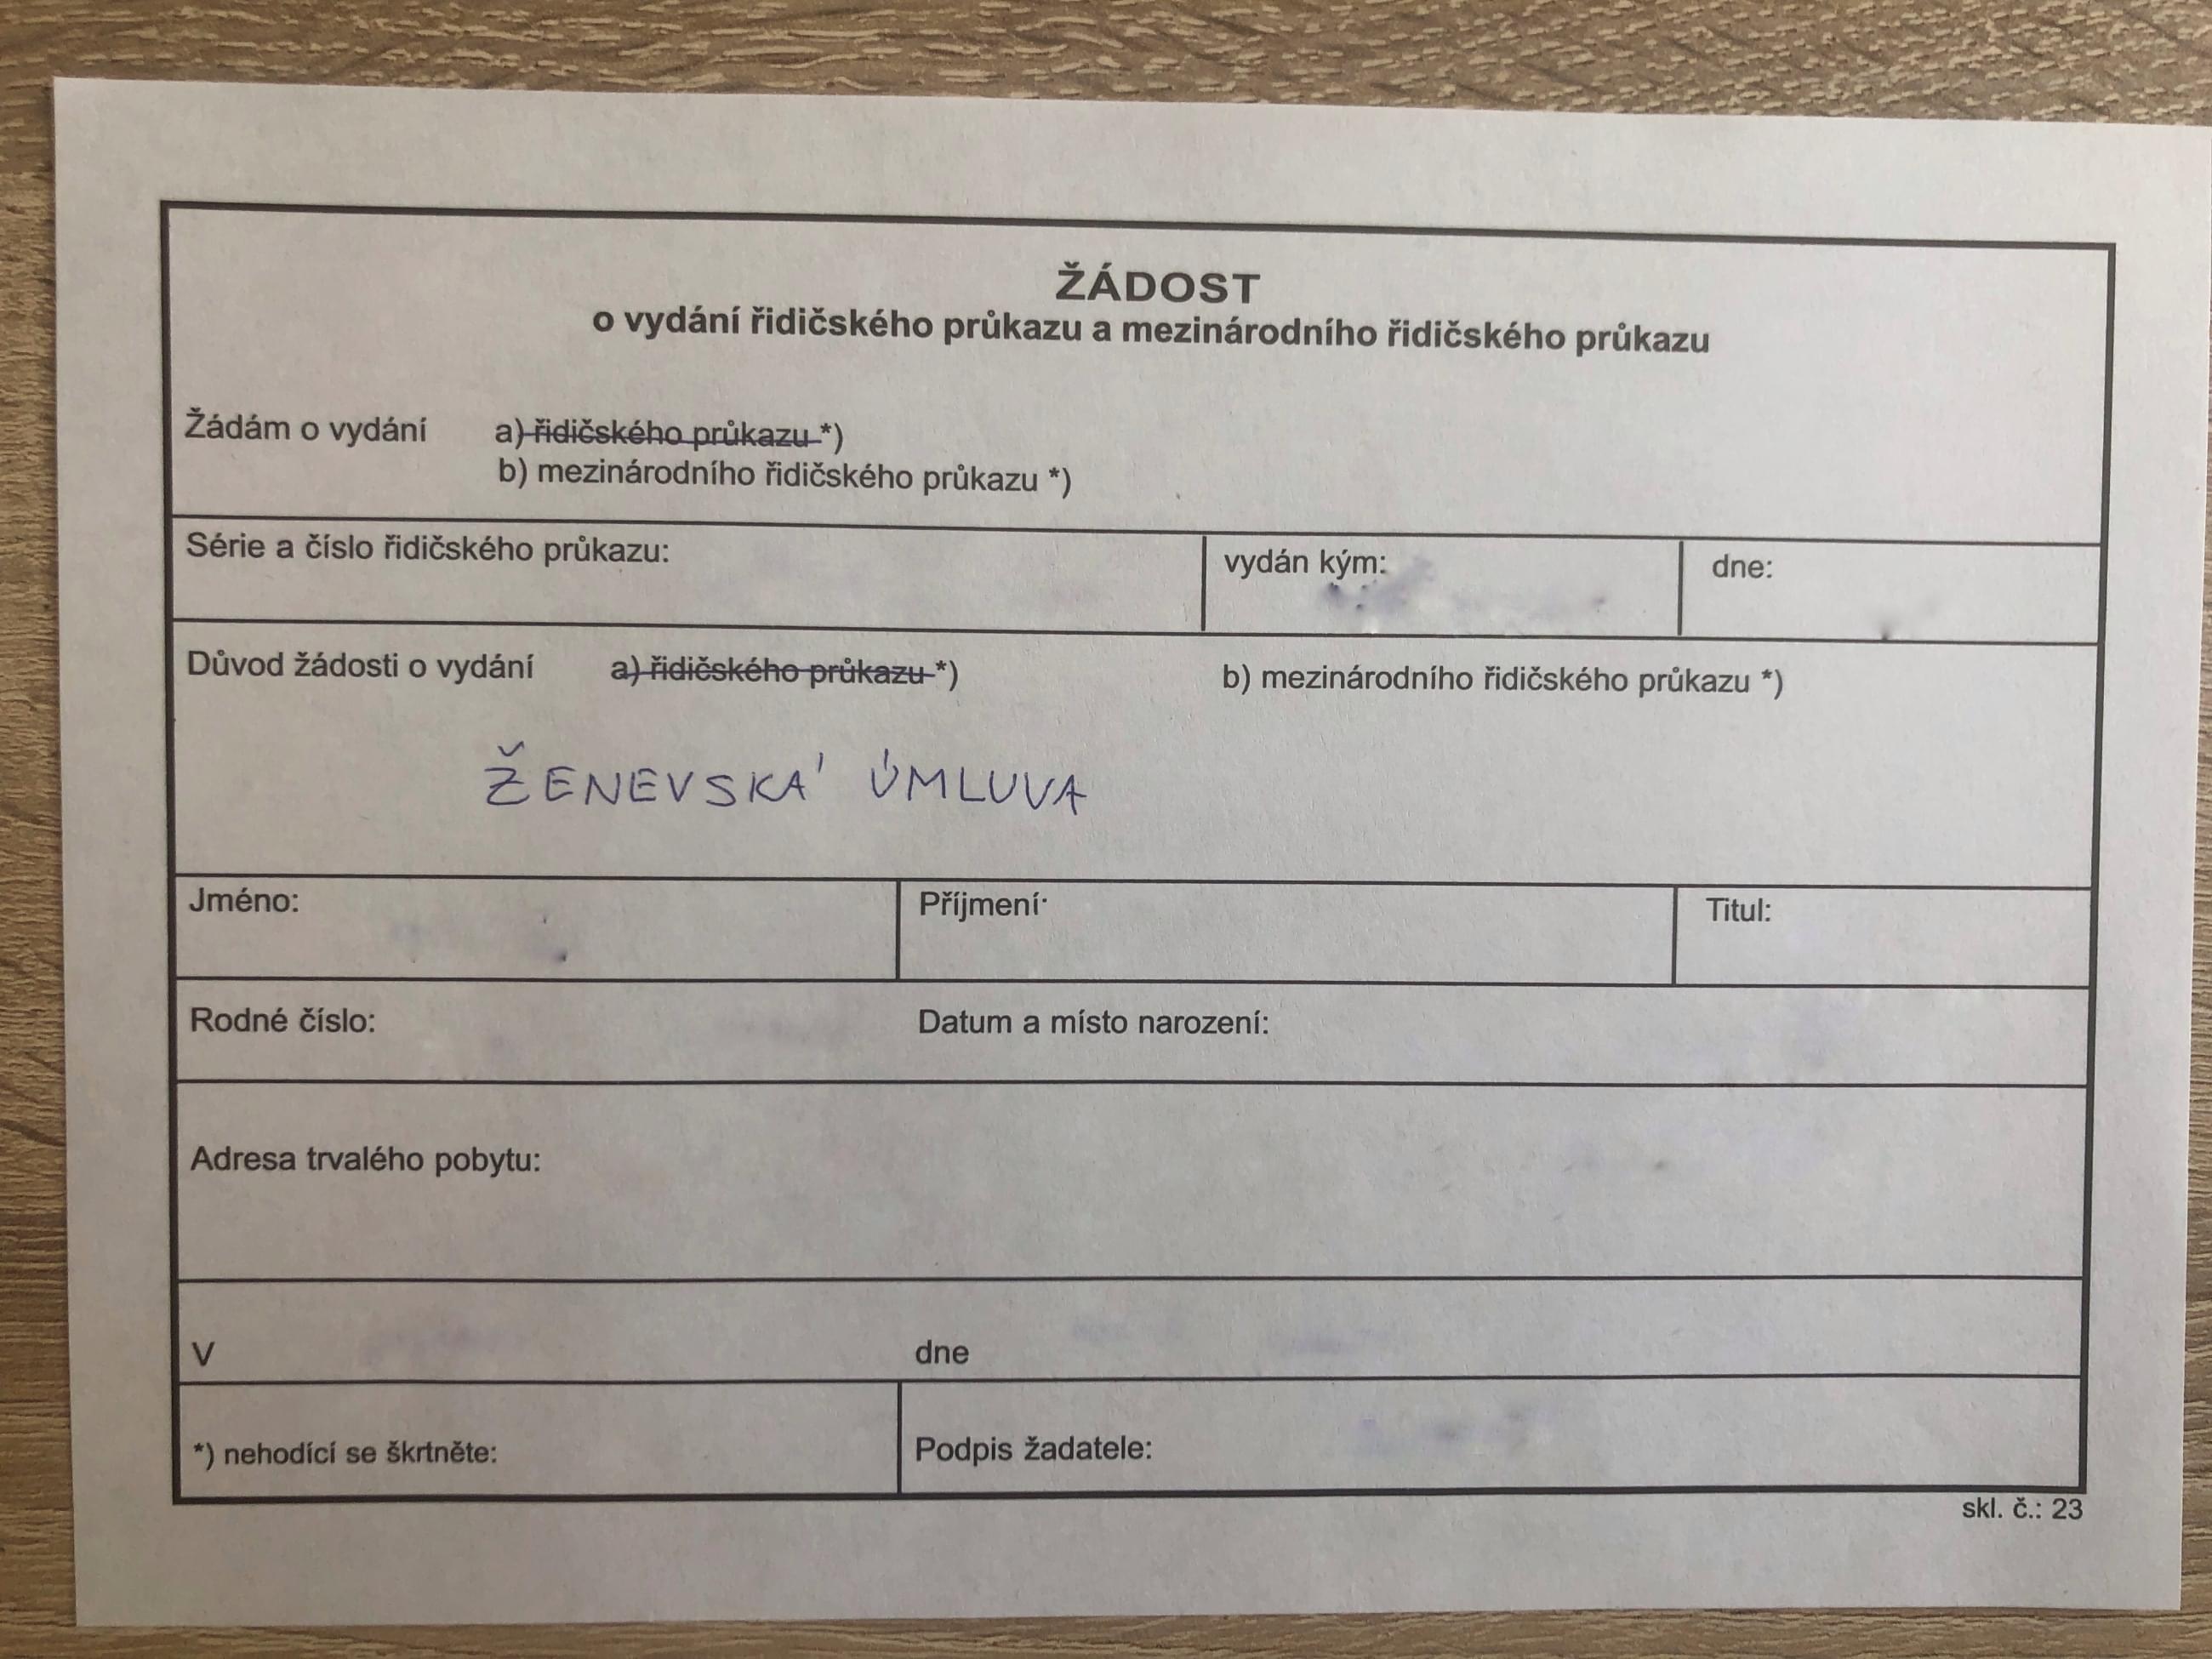 ŽÁDOST
o vydání řidičského průkazu a mezinárodního řidičského průkazu
Žádám o vydání a) řidičského průkazu *)
b) mezinárodního řidičského průkazu *)
Série a číslo řidičského průkazu: vydán kým: dne:
Důvod žádosti o vydání a) řidičského průkazu *) b) mezinárodního řidičského průkazu *)
ŽENEVSKÁ ÚMLUVA
Jméno: Příjmení: Titul:
Rodné číslo: Datum a místo narození:
Adresa trvalého pobytu:
V dne
*) nehodící se škrtněte: Podpis žadatele:
skl. č.: 23